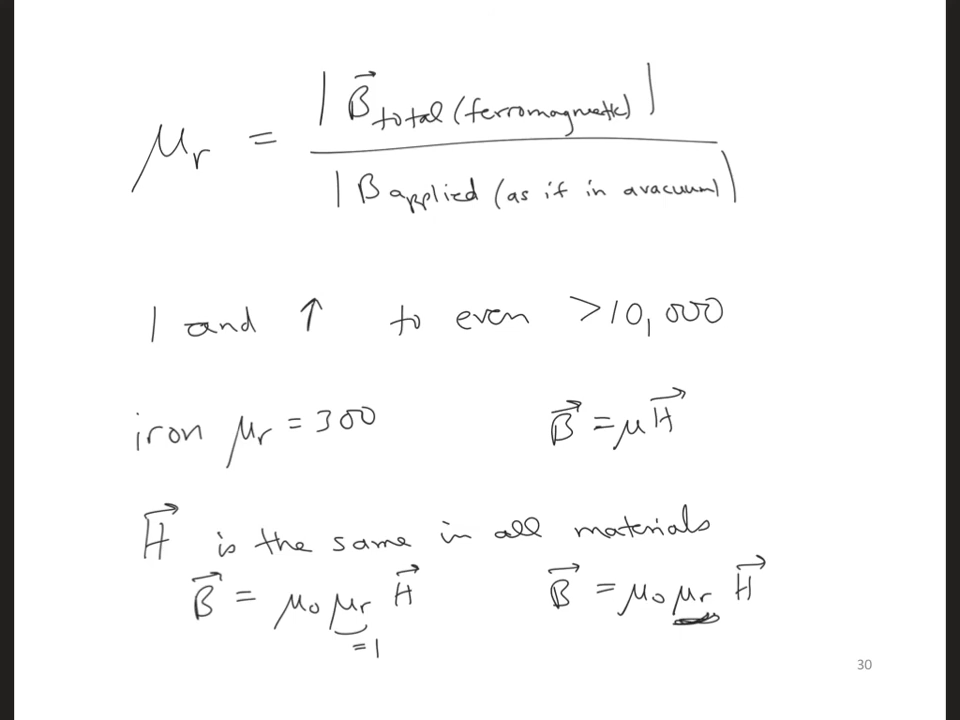 μr = |B⃗ total (ferromagnetic)| / |B applied (as if in a vacuum)|
1 and ↑ to even >10,000
iron μr = 300 B⃗ = μH⃗
H⃗ is the same in all materials
B⃗ = μ₀ μr H⃗ B⃗ = μ₀ μr H⃗
=1
30